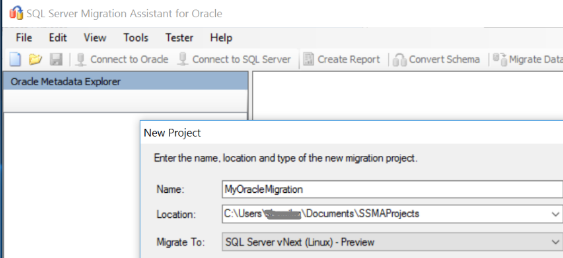 SQL Server Migration Assistant for Oracle
File Edit View Tools Tester Help
Connect to Oracle Connect to SQL Server Create Report Convert Schema Migrate Data
Oracle Metadata Explorer
New Project
Enter the name, location and type of the new migration project.
Name: MyOracleMigration
Location: C:\Users\ \Documents\SSMAProjects
Migrate To: SQL Server vNext (Linux) - Preview